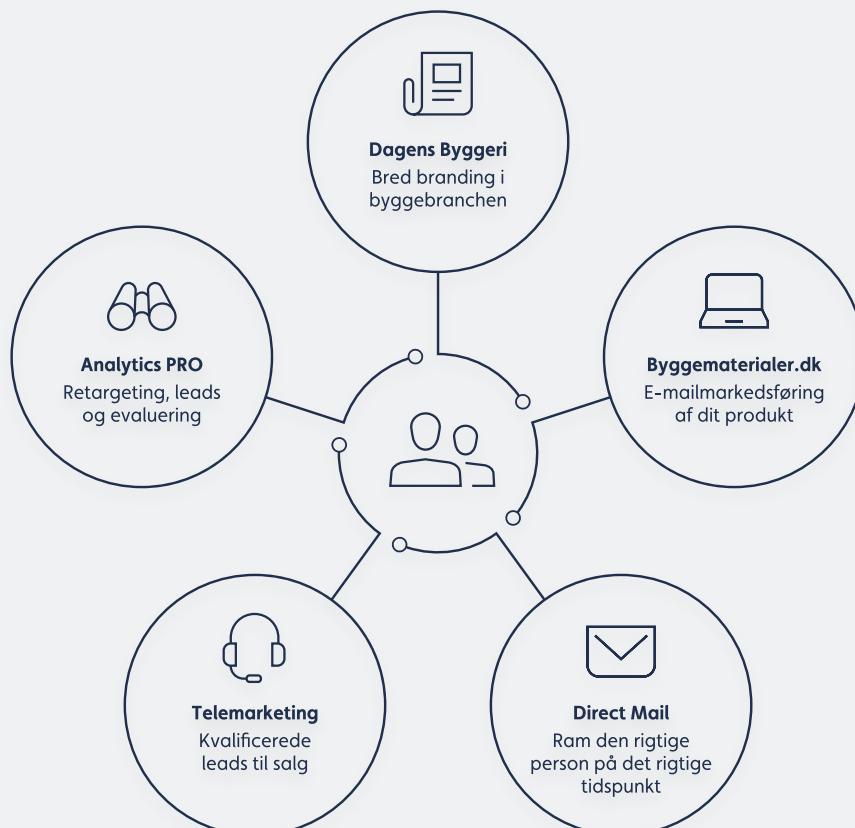 Dagens Byggeri
Bred branding i
byggebranchen
Analytics PRO
Retargeting, leads
og evaluering
Byggematerialer.dk
E-mailmarkedsføring
af dit produkt
Telemarketing
Kvalificerede
leads til salg
Direct Mail
Ram den rigtige
person på det rigtige
tidspunkt